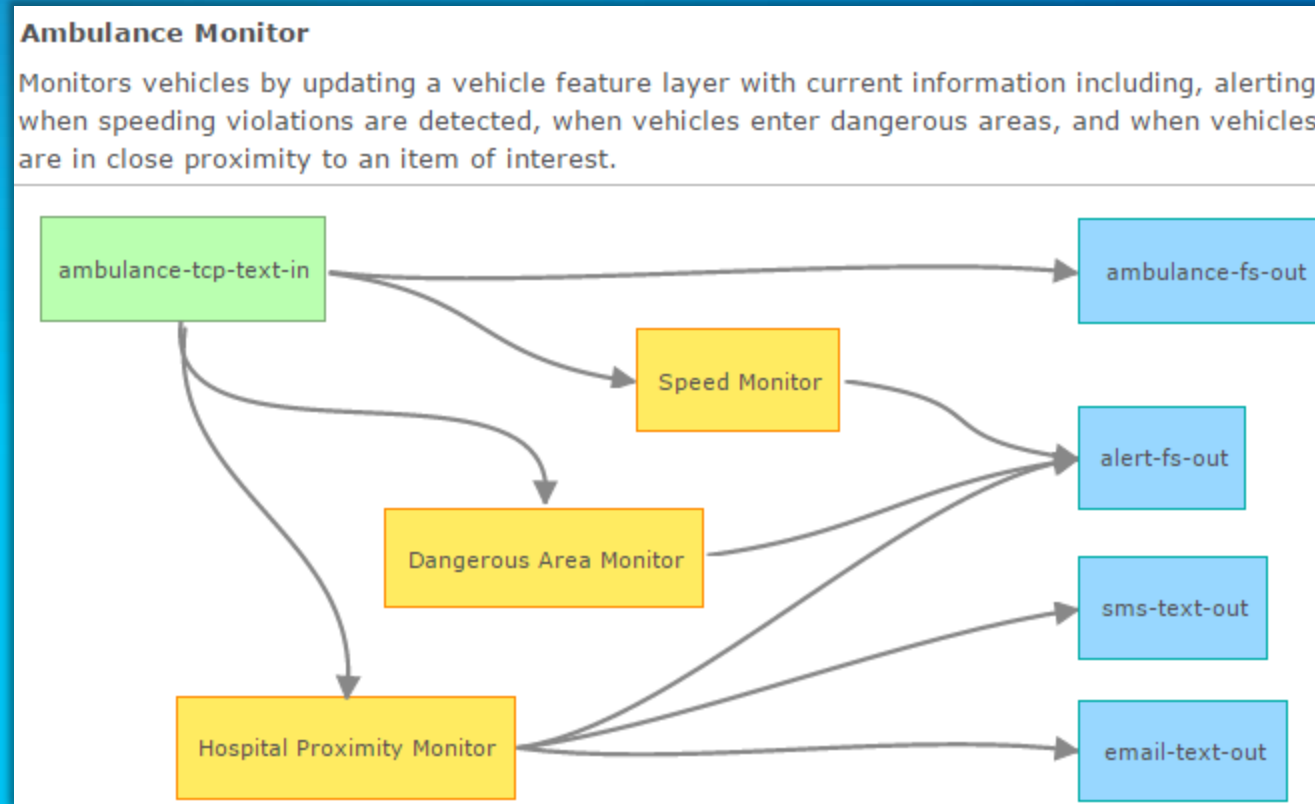 Ambulance Monitor
Monitors vehicles by updating a vehicle feature layer with current information including, alerting
when speeding violations are detected, when vehicles enter dangerous areas, and when vehicles
are in close proximity to an item of interest.
ambulance-tcp-text-in
ambulance-fs-out
Speed Monitor
alert-fs-out
Dangerous Area Monitor
sms-text-out
Hospital Proximity Monitor
email-text-out